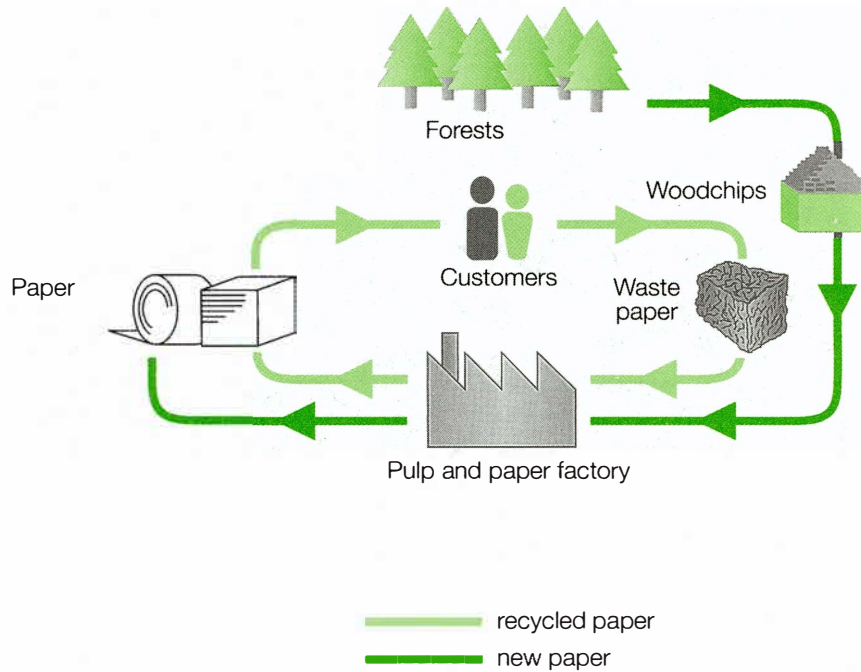 Forests
Woodchips
Customers
Paper
Waste
paper
Pulp and paper factory
recycled paper
new paper